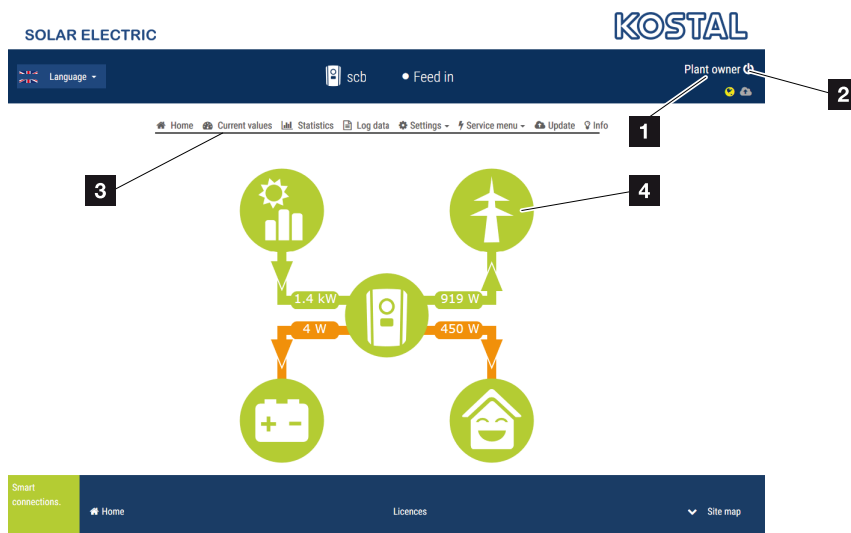 SOLAR ELECTRIC
KOSTAL
Language
scb
Feed in
Plant owner
2
1
Home Current values Statistics Log data Settings Service menu Update Info
3
4
1.4 kW
919 W
4 W
450 W
+ -
Smart
connections.
Home
Licences
Site map